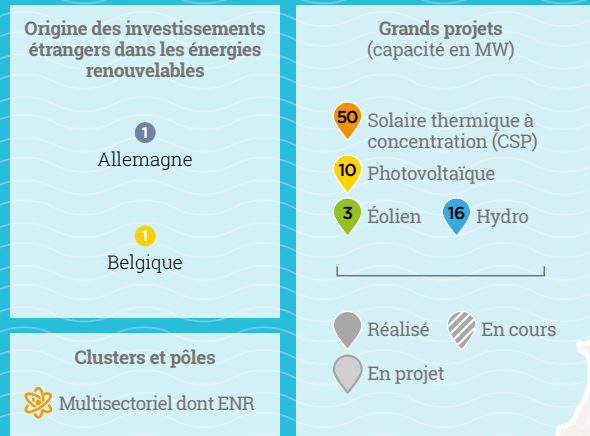 Origine des investissements
étrangers dans les énergies
renouvelables
1
Allemagne
1
Belgique
Clusters et pôles
Multisectoriel dont ENR
Grands projets
(capacité en MW)
50 Solaire thermique à
concentration (CSP)
10 Photovoltaïque
3 Éolien 16 Hydro
Réalisé En cours
En projet